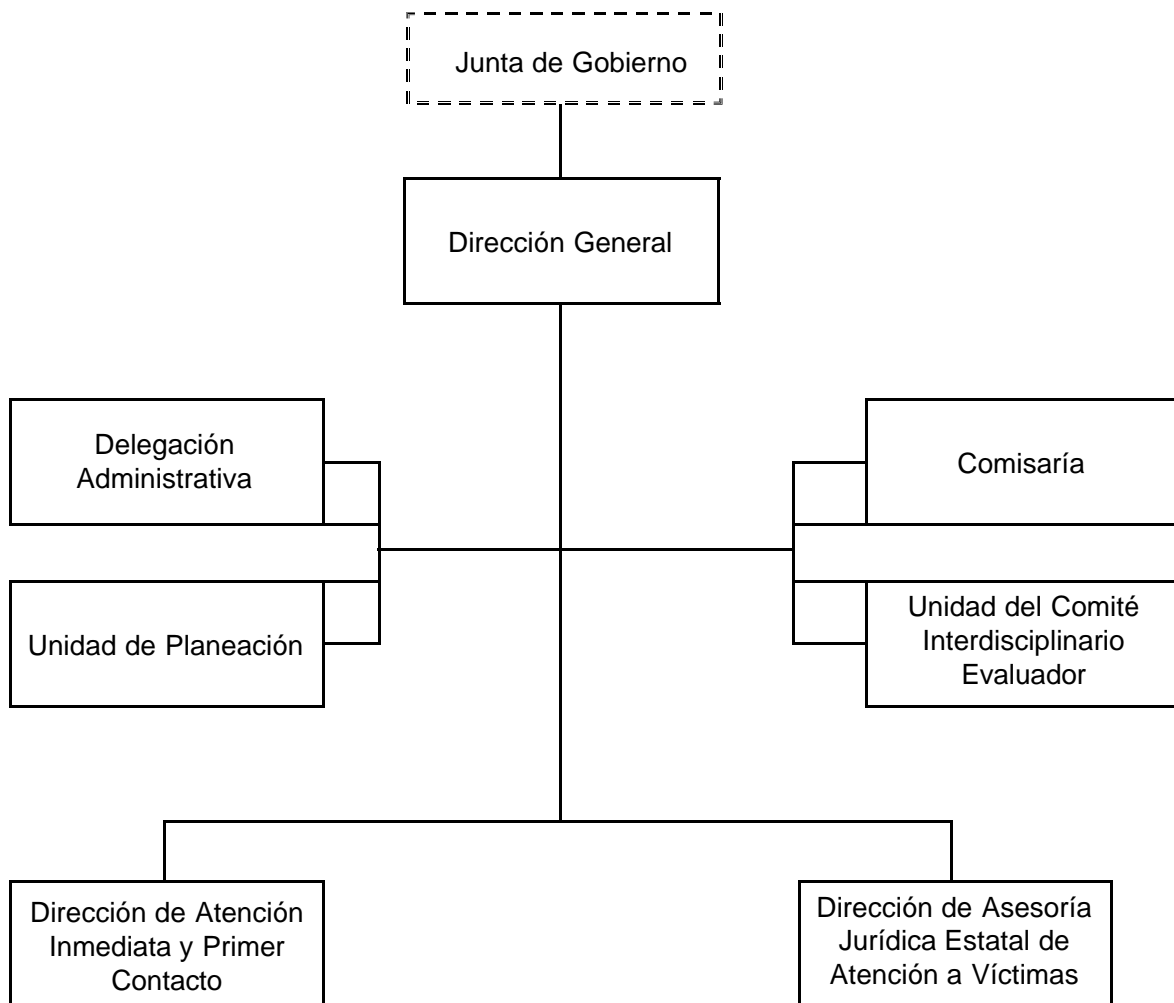 Junta de Gobierno
Dirección General
Delegación
Administrativa
Comisaría
Unidad de Planeación
Unidad del Comité
Interdisciplinario
Evaluador
Dirección de Atención
Inmediata y Primer
Contacto
Dirección de Asesoría
Jurídica Estatal de
Atención a Víctimas